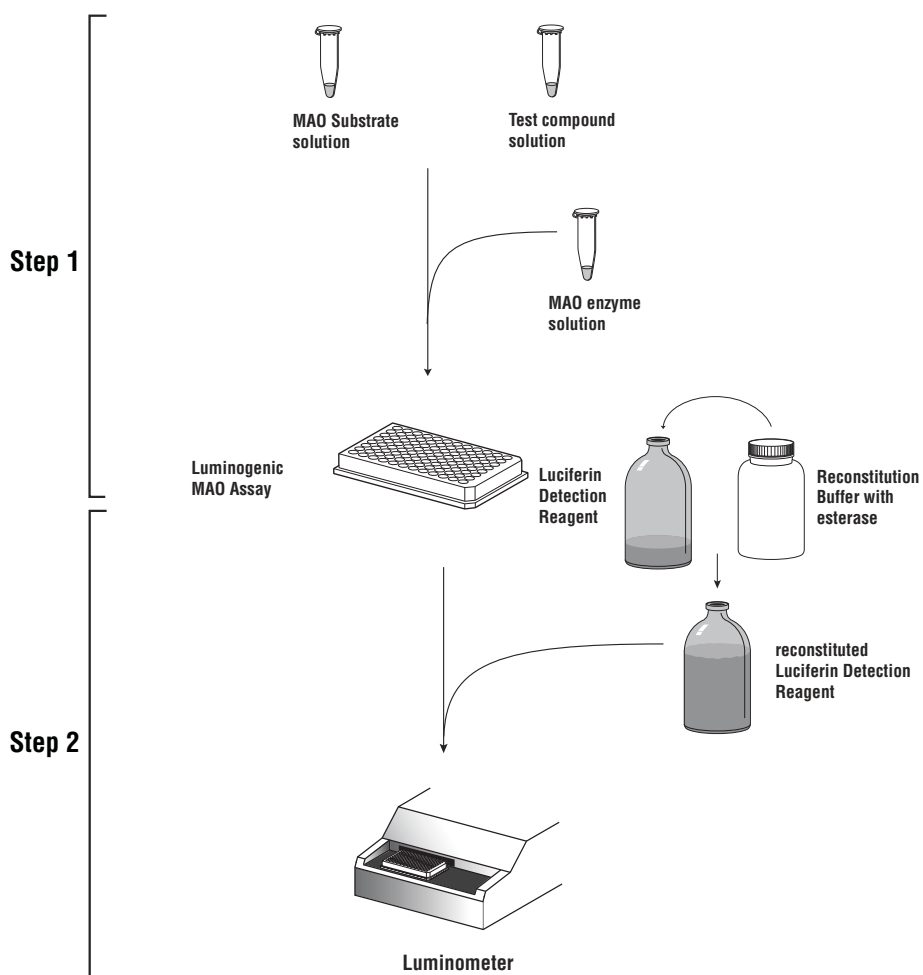 MAO Substrate
solution
Test compound
solution
Step 1
MAO enzyme
solution
Luminogenic
MAO Assay
Luciferin
Detection
Reagent
Reconstitution
Buffer with
esterase
reconstituted
Luciferin Detection
Reagent
Step 2
Luminometer